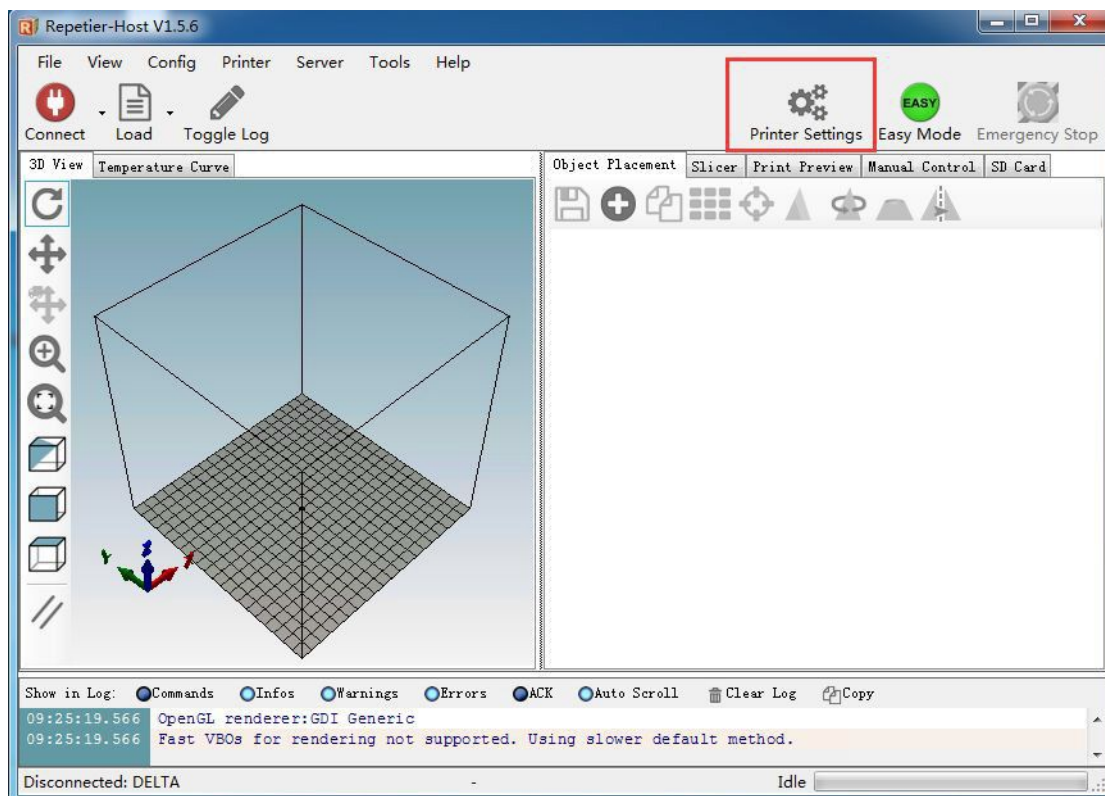 Repetier-Host V1.5.6
File View Config Printer Server Tools Help
Connect Load Toggle Log Printer Settings EASY Easy Mode Emergency Stop
3D View Temperature Curve Object Placement Slicer Print Preview Manual Control SD Card
Show in Log: Commands Infos Warnings Errors ACK Auto Scroll Clear Log Copy
09:25:19.566 OpenGL renderer:GDI Generic
09:25:19.566 Fast VBOs for rendering not supported. Using slower default method.
Disconnected: DELTA - Idle